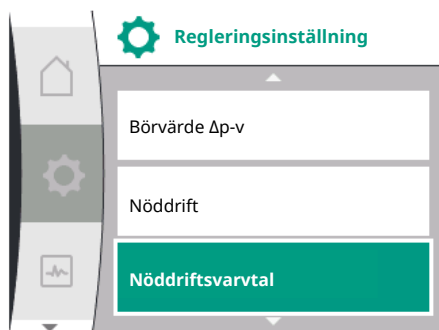 Regleringsinställning
Börvärde Δp-v
Nöddrift
Nöddriftsvarvtal